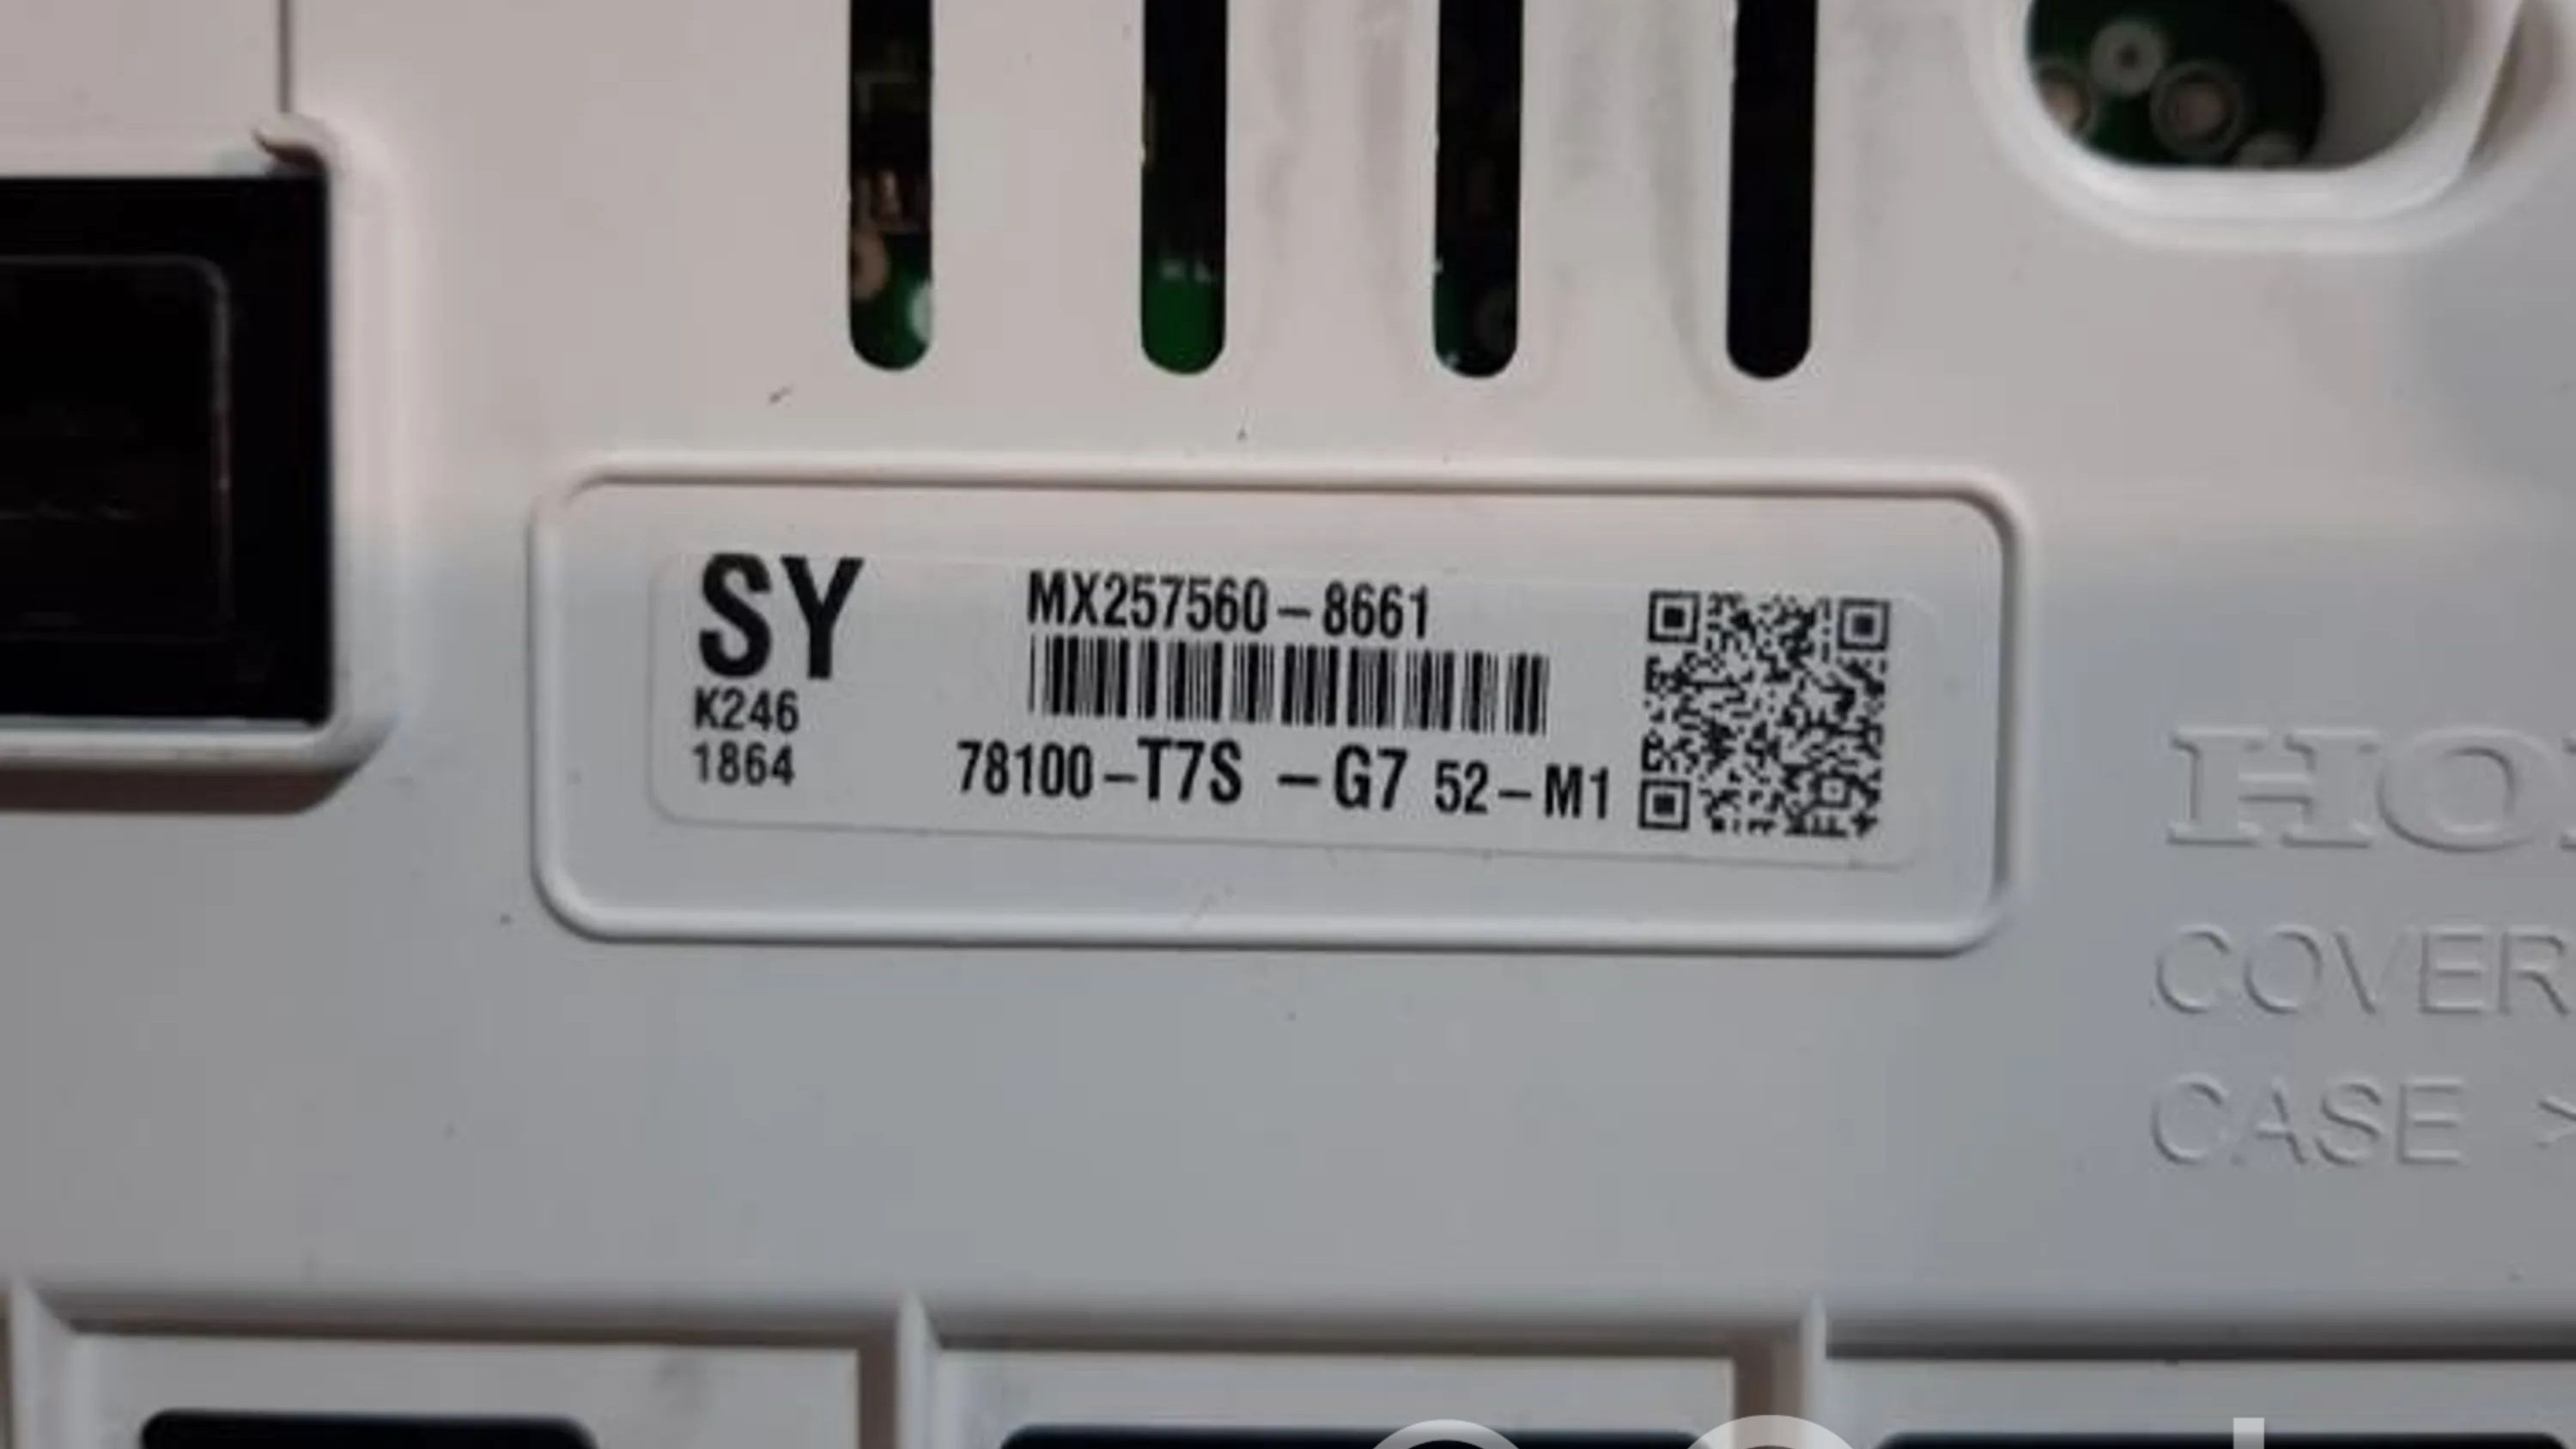 SY
MX257560-8661
K246
1864
78100-T7S -G7 52-M1
COVER
CASE >